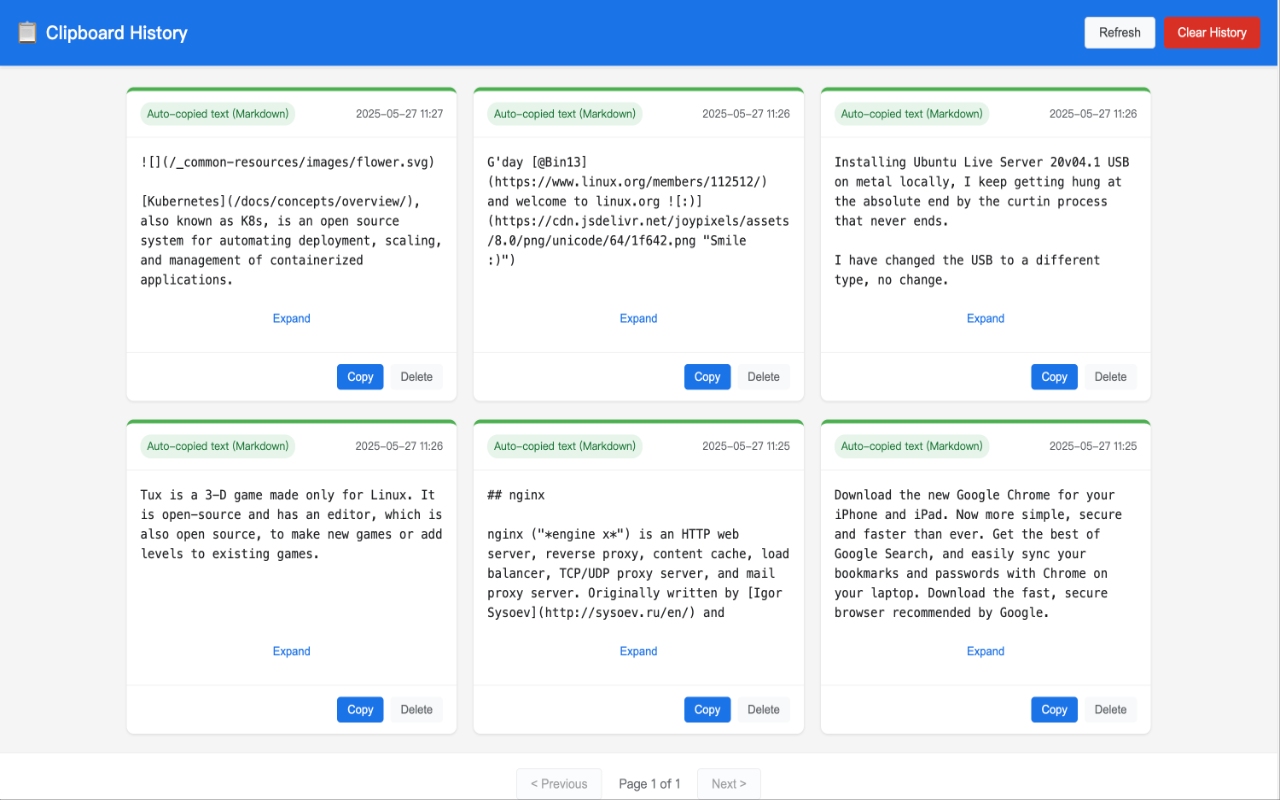 Clipboard History
Refresh
Clear History
Auto-copied text (Markdown)
2025-05-27 11:27
![](/_common-resources/images/flower.svg)
[Kubernetes](/docs/concepts/overview/),
also known as K8s, is an open source
system for automating deployment, scaling,
and management of containerized
applications.
Expand
Copy
Delete
Auto-copied text (Markdown)
2025-05-27 11:26
G'day [@Bin13]
(https://www.linux.org/members/112512/)
and welcome to linux.org ![:)]
(https://cdn.jsdelivr.net/joypixels/assets
/8.0/png/unicode/64/1f642.png "Smile
:)")
Expand
Copy
Delete
Auto-copied text (Markdown)
2025-05-27 11:26
Installing Ubuntu Live Server 20v04.1 USB
on metal locally, I keep getting hung at
the absolute end by the curtin process
that never ends.
I have changed the USB to a different
type, no change.
Expand
Copy
Delete
Auto-copied text (Markdown)
2025-05-27 11:26
Tux is a 3-D game made only for Linux. It
is open-source and has an editor, which is
also open source, to make new games or add
levels to existing games.
Expand
Copy
Delete
Auto-copied text (Markdown)
2025-05-27 11:25
## nginx
nginx ("*engine x*") is an HTTP web
server, reverse proxy, content cache, load
balancer, TCP/UDP proxy server, and mail
proxy server. Originally written by [Igor
Sysoev](http://sysoev.ru/en/) and
Expand
Copy
Delete
Auto-copied text (Markdown)
2025-05-27 11:25
Download the new Google Chrome for your
iPhone and iPad. Now more simple, secure
and faster than ever. Get the best of
Google Search, and easily sync your
bookmarks and passwords with Chrome on
your laptop. Download the fast, secure
browser recommended by Google.
Expand
Copy
Delete
< Previous
Page 1 of 1
Next >